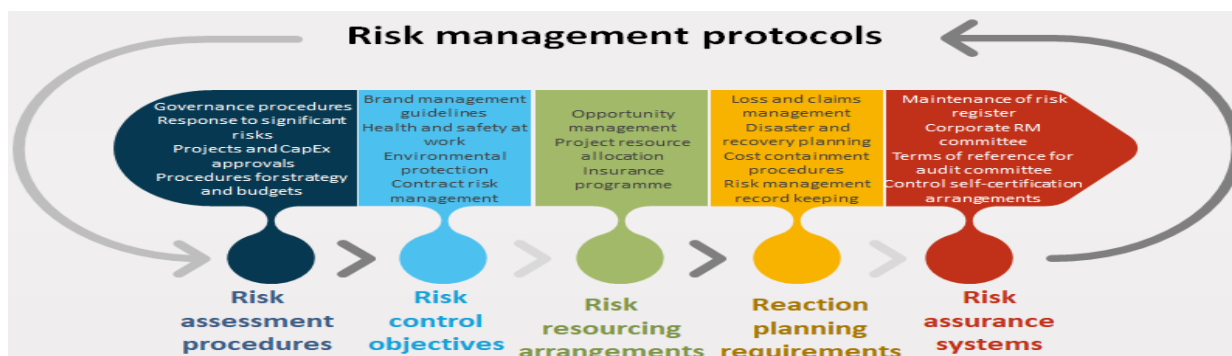 Risk management protocols
Governance procedures
Response to significant
risks
Projects and CapEx
approvals
Procedures for strategy
and budgets
Brand management
guidelines
Health and safety at
work
Environmental
protection
Contract risk
management
Opportunity
management
Project resource
allocation
Insurance
programme
Loss and claims
management
Disaster and
recovery planning
Cost containment
procedures
Risk management
record keeping
Maintenance of risk
register
Corporate RM
committee
Terms of reference for
audit committee
Control self-certification
arrangements
Risk
assessment
procedures
Risk
control
objectives
Risk
resourcing
arrangements
Reaction
planning
requirements
Risk
assurance
systems